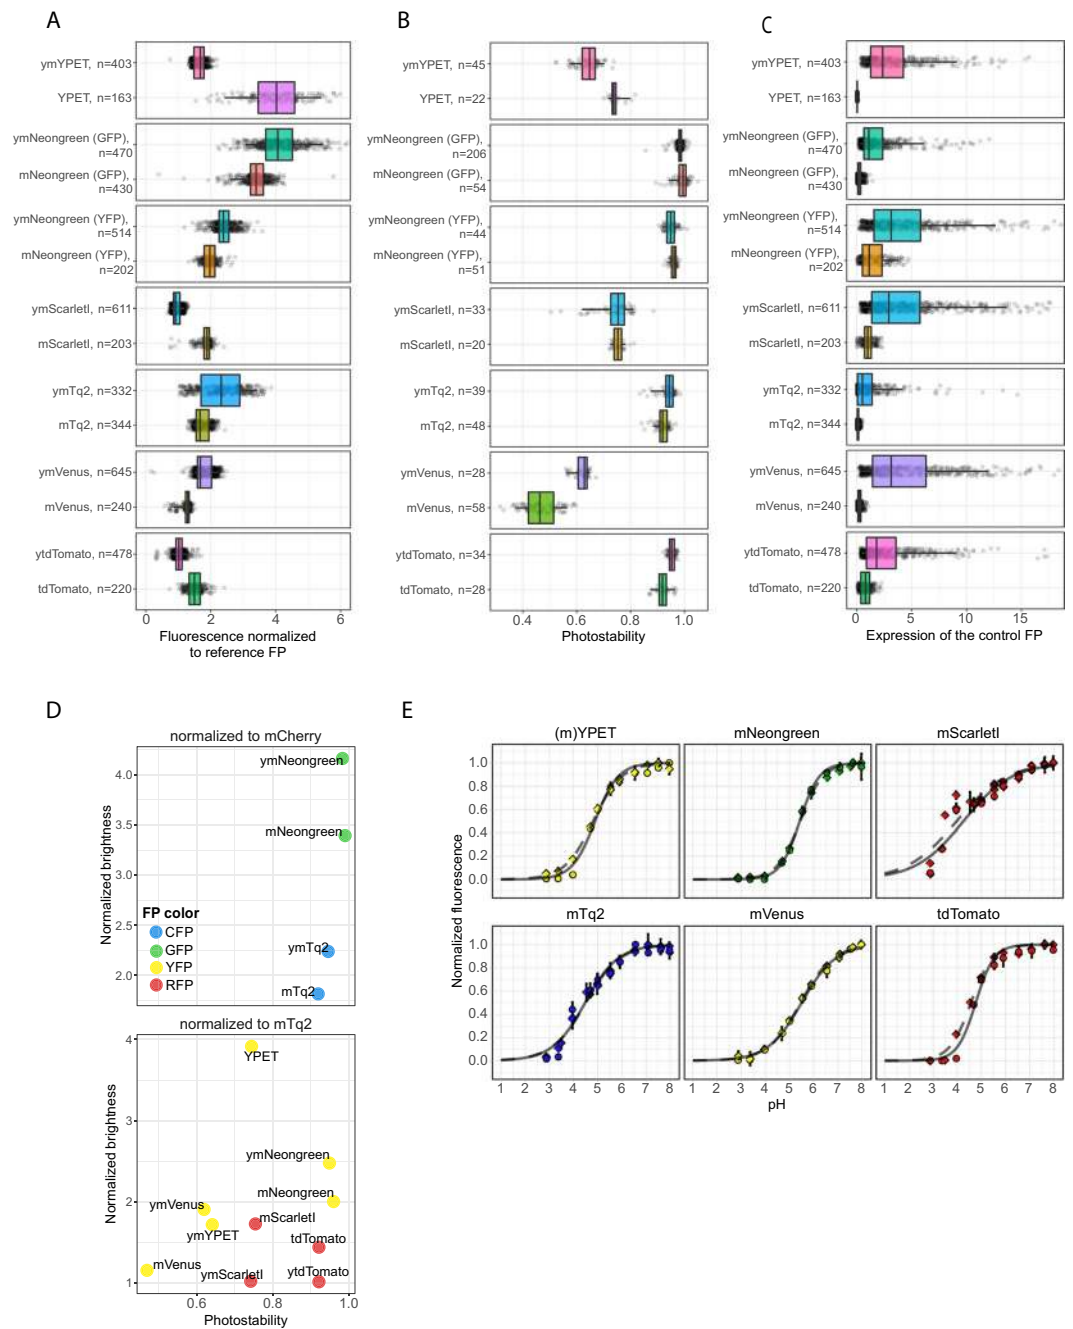 A
ymYPET, n=403
YPET, n=163
ymNeongreen (GFP),
n=470
mNeongreen (GFP),
n=430
ymNeongreen (YFP),
n=514
mNeongreen (YFP),
n=202
ymScarletI, n=611
mScarletI, n=203
ymTq2, n=332
mTq2, n=344
ymVenus, n=645
mVenus, n=240
ytdTomato, n=478
tdTomato, n=220
0 2 4 6
Fluorescence normalized
to reference FP
B
ymYPET, n=45
YPET, n=22
ymNeongreen (GFP),
n=206
mNeongreen (GFP),
n=54
ymNeongreen (YFP),
n=44
mNeongreen (YFP),
n=51
ymScarletI, n=33
mScarletI, n=20
ymTq2, n=39
mTq2, n=48
ymVenus, n=28
mVenus, n=58
ytdTomato, n=34
tdTomato, n=28
0.4 0.6 0.8 1.0
Photostability
C
ymYPET, n=403
YPET, n=163
ymNeongreen (GFP),
n=470
mNeongreen (GFP),
n=430
ymNeongreen (YFP),
n=514
mNeongreen (YFP),
n=202
ymScarletI, n=611
mScarletI, n=203
ymTq2, n=332
mTq2, n=344
ymVenus, n=645
mVenus, n=240
ytdTomato, n=478
tdTomato, n=220
0 5 10 15
Expression of the control FP
D
normalized to mCherry
Normalized brightness
4.0
3.5
3.0
2.5
2.0
ymNeongreen
mNeongreen
FP color
CFP
GFP
YFP
RFP
ymTq2
mTq2
normalized to mTq2
Normalized brightness
4
3
2
1
YPET
ymNeongreen
mNeongreen
ymVenus
mScarletI
ymYPET
tdTomato
mVenus
ymScarletI
ytdTomato
0.6 0.8 1.0
Photostability
E
(m)YPET mNeongreen mScarletI
Normalized fluorescence
1.0
0.8
0.6
0.4
0.2
0.0
mTq2 mVenus tdTomato
1.0
0.8
0.6
0.4
0.2
0.0
1 2 3 4 5 6 7 8 1 2 3 4 5 6 7 8 1 2 3 4 5 6 7 8
pH